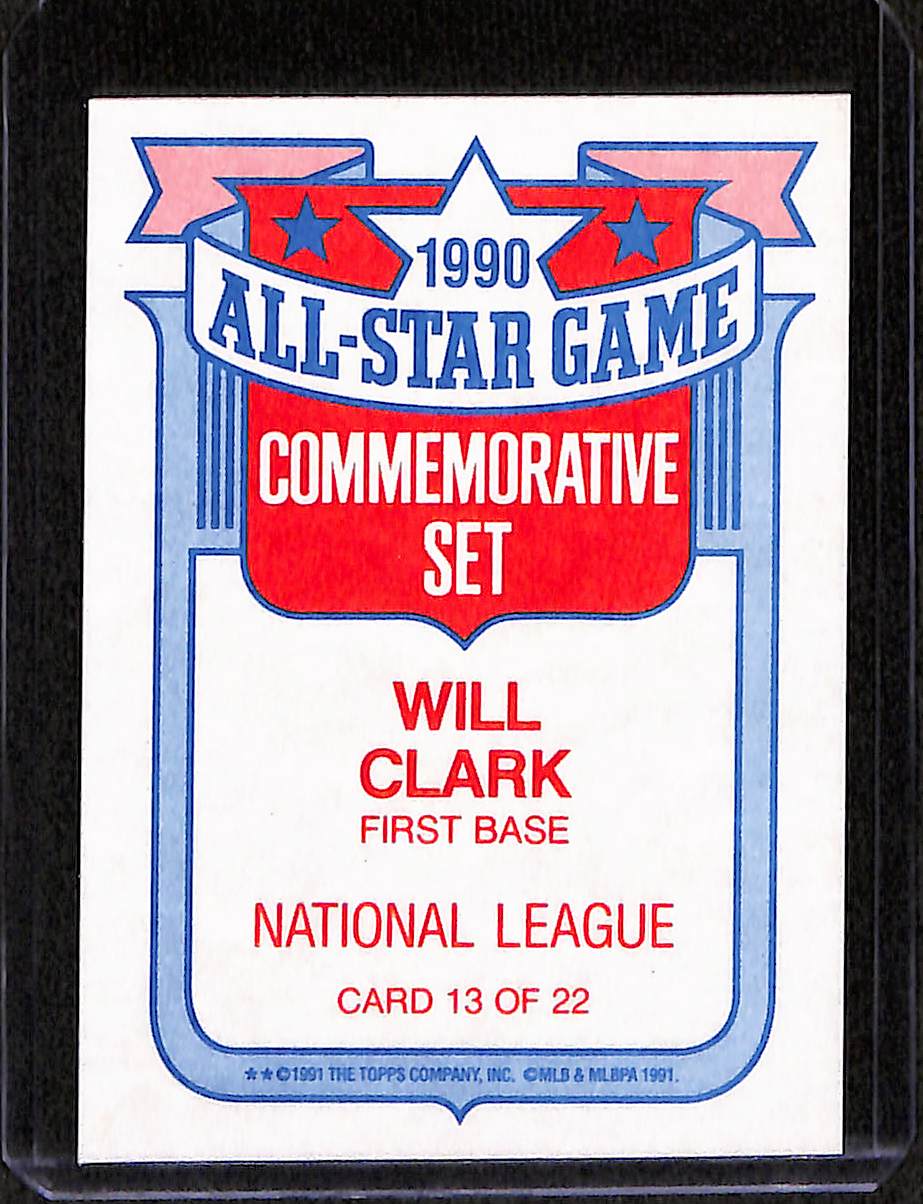 1990
ALL-STAR GAME
COMMEMORATIVE
SET
WILL
CLARK
FIRST BASE
NATIONAL LEAGUE
CARD 13 OF 22
★★©1991 THE TOPPS COMPANY, INC. ©MLB & MLBPA 1991.